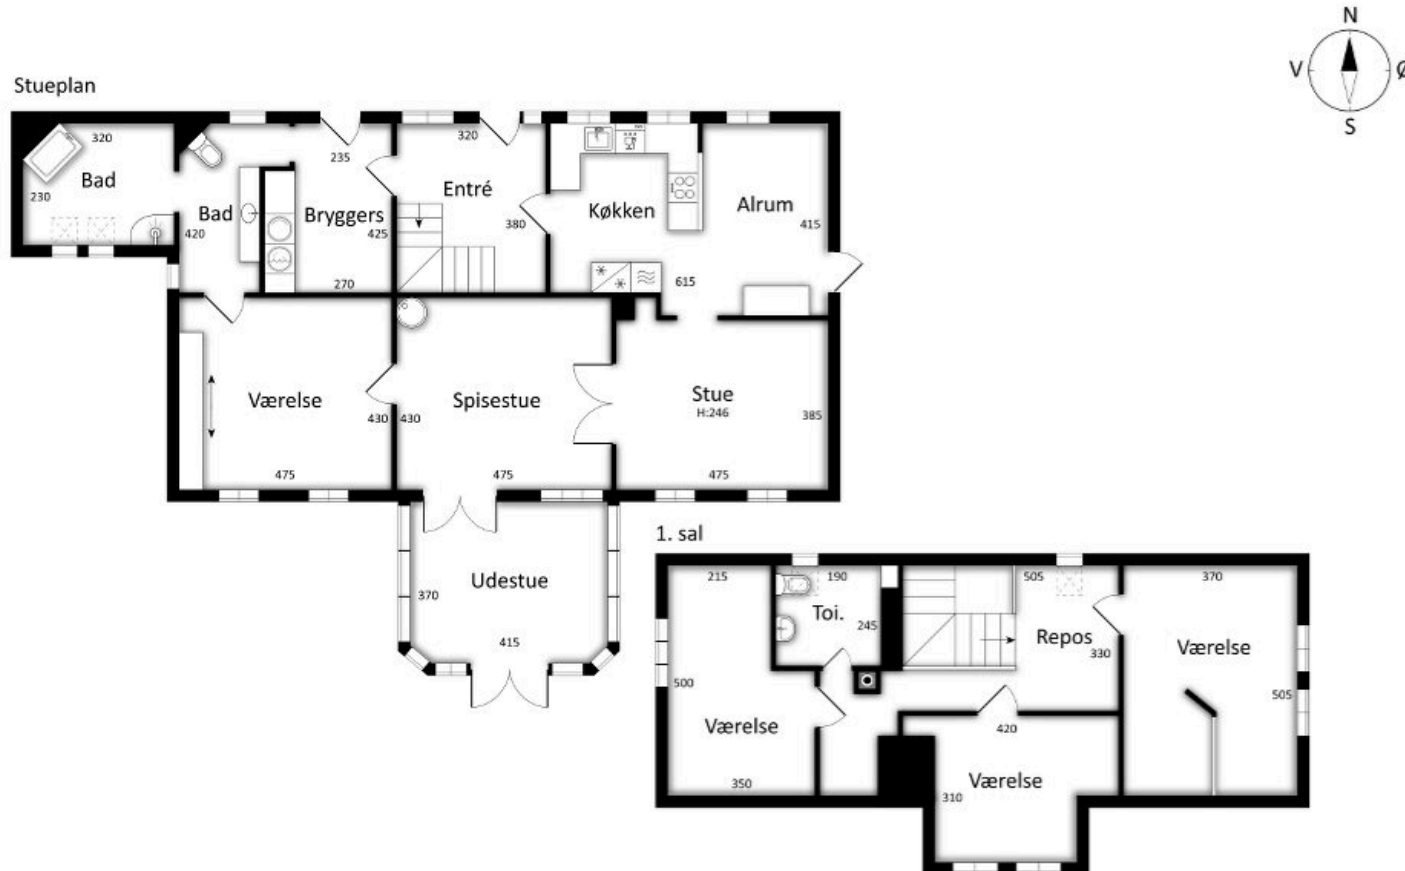 N
V
Ø
S
Stueplan
320
Bad
230
235
Bad
420
Bryggers
425
270
320
Entré
380
Køkken
Alrum
415
615
Værelse
430
475
Spisestue
430
475
Stue
H:246
385
475
Udestue
370
415
1. sal
215
190
Toi.
245
505
Repos
330
370
Værelse
505
500
Værelse
350
420
Værelse
310